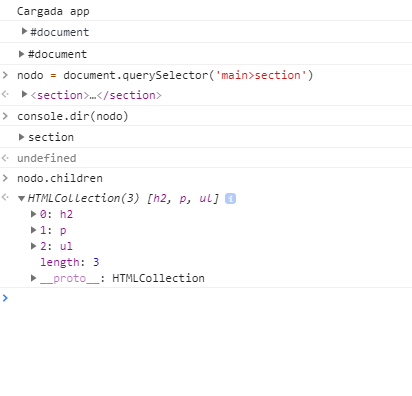 Cargada app
#document
#document
nodo = document.querySelector('main>section')
<section>…</section>
console.dir(nodo)
section
undefined
nodo.children
HTMLCollection(3) [h2, p, ul] i
0: h2
1: p
2: ul
length: 3
__proto__: HTMLCollection